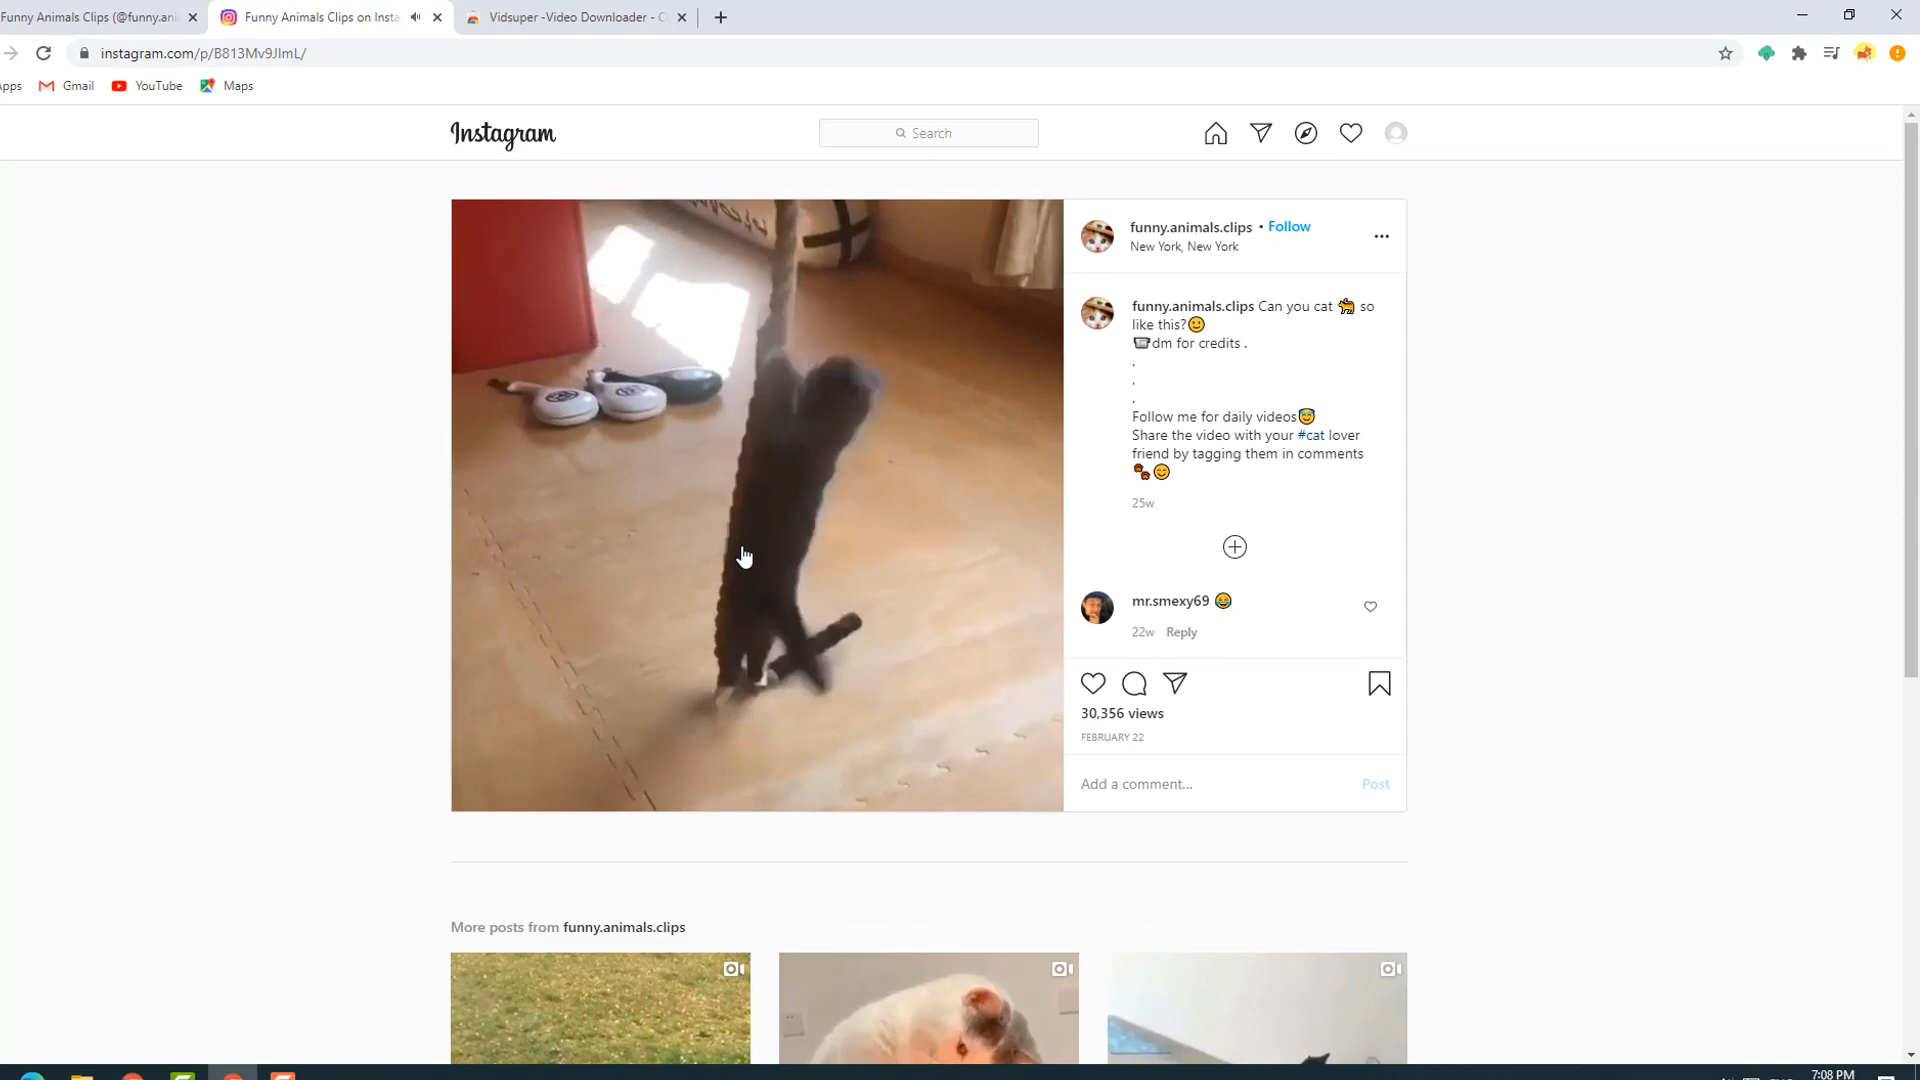 Funny Animals Clips (@funny.ani
Funny Animals Clips on Insta
Vidsuper -Video Downloader - C
instagram.com/p/B813Mv9JImL/
pps
Gmail
YouTube
Maps
Instagram
Search
funny.animals.clips • Follow
New York, New York
funny.animals.clips Can you cat 🐈 so
like this?🙂
dm for credits .
.
.
.
Follow me for daily videos😇
Share the video with your #cat lover
friend by tagging them in comments
🐾😊
25w
mr.smexy69 😂
22w Reply
30,356 views
FEBRUARY 22
Add a comment...
Post
More posts from funny.animals.clips
7:08 PM